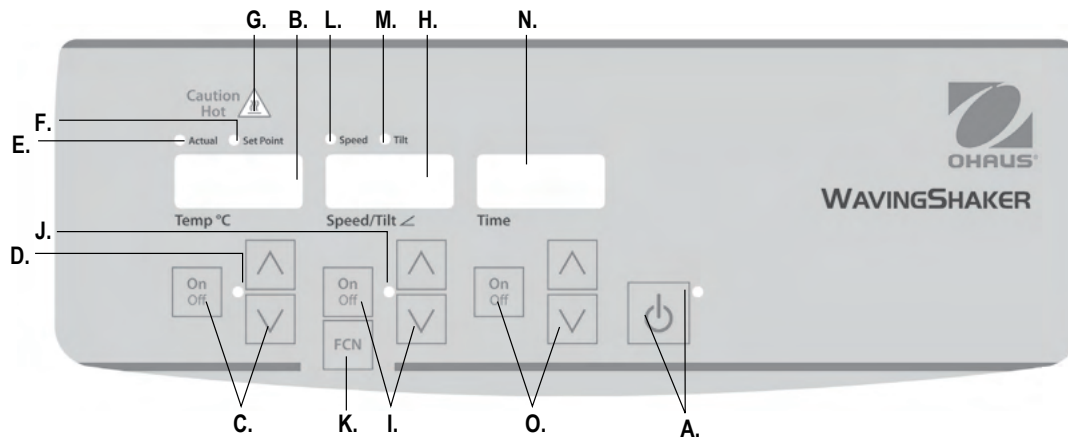 G. B. L. M. H. N.
Caution
Hot
F.
E.
Actual Set Point Speed Tilt
OHAUS®
WAVINGSHAKER
Temp °C Speed/Tilt ∠ Time
J.
D.
On
Off
On
Off
On
Off
FCN
C. K. I. O. A.